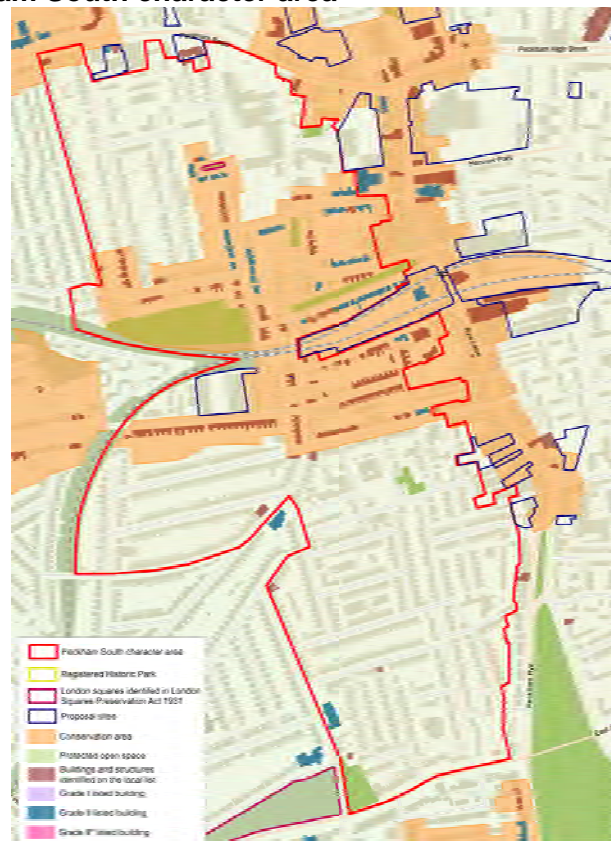 am South character area
Peckham High Street
Peckham Rye
Peckham South character area
Registered Historic Park
London squares identified in London
Squares Preservation Act 1931
Proposal sites
Conservation area
Protected open space
Buildings and structures
identified on the local list
Grade I listed building
Grade II listed building
Grade II* listed building